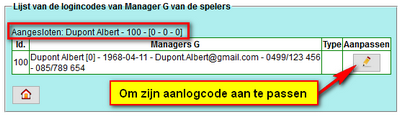 Lijst van de logincodes van Manager G van de spelers
Aangesloten: Dupont Albert - 100 - [0 - 0 - 0]
Id. Managers G Type Aanpassen
100 Dupont Albert [0] - 1968-04-11 - Dupont.Albert@gmail.com - 0499/123 456
- 085/789 654
Om zijn aanlogcode aan te passen